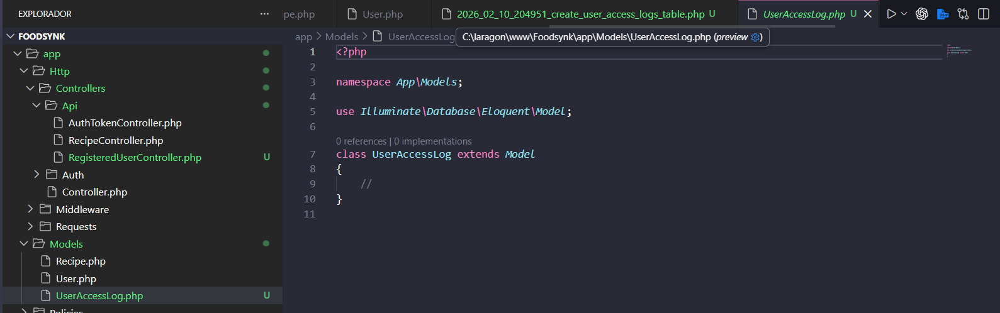 EXPLORADOR
FOODSYNK
app
Http
Controllers
Api
AuthTokenController.php
RecipeController.php
RegisteredUserController.php U
Auth
Controller.php
Middleware
Requests
Models
Recipe.php
User.php
UserAccessLog.php U
Policies
pe.php User.php 2026_02_10_204951_create_user_access_logs_table.php U UserAccessLog.php U
app > Models > UserAccessLog
C:\laragon\www\Foodsynk\app\Models\UserAccessLog.php (preview)
1 <?php
2
3 namespace App\Models;
4
5 use Illuminate\Database\Eloquent\Model;
6
0 references | 0 implementations
7 class UserAccessLog extends Model
8 {
9 //
10 }
11